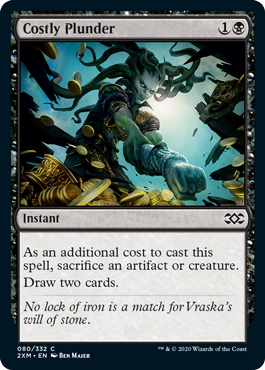 Costly Plunder 1
Instant
As an additional cost to cast this
spell, sacrifice an artifact or creature.
Draw two cards.
No lock of iron is a match for Vraska's
will of stone.
080/332 C
2XM • EN Ben Maier
™ & © 2020 Wizards of the Coast